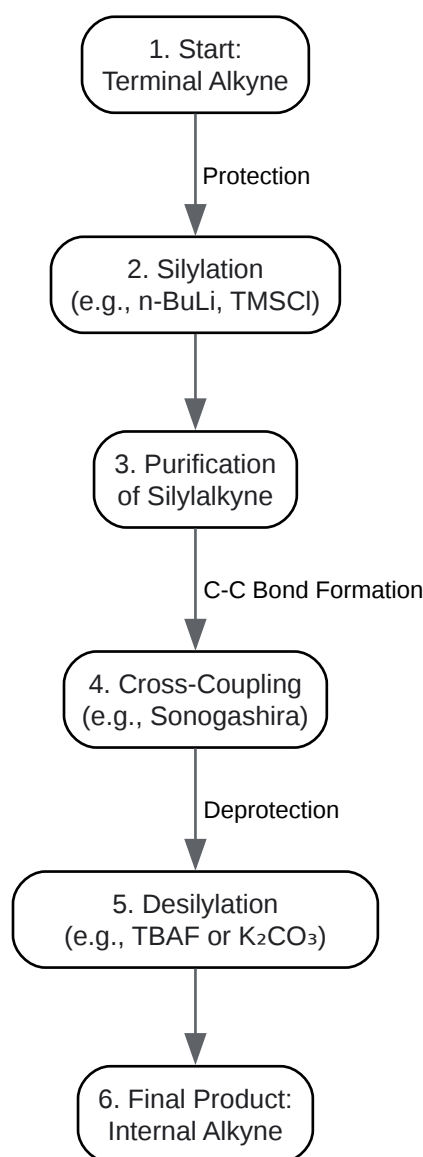 1. Start:
Terminal Alkyne
Protection
2. Silylation
(e.g., n-BuLi, TMSCl)
3. Purification
of Silylalkyne
C-C Bond Formation
4. Cross-Coupling
(e.g., Sonogashira)
Deprotection
5. Desilylation
(e.g., TBAF or K₂CO₃)
6. Final Product:
Internal Alkyne